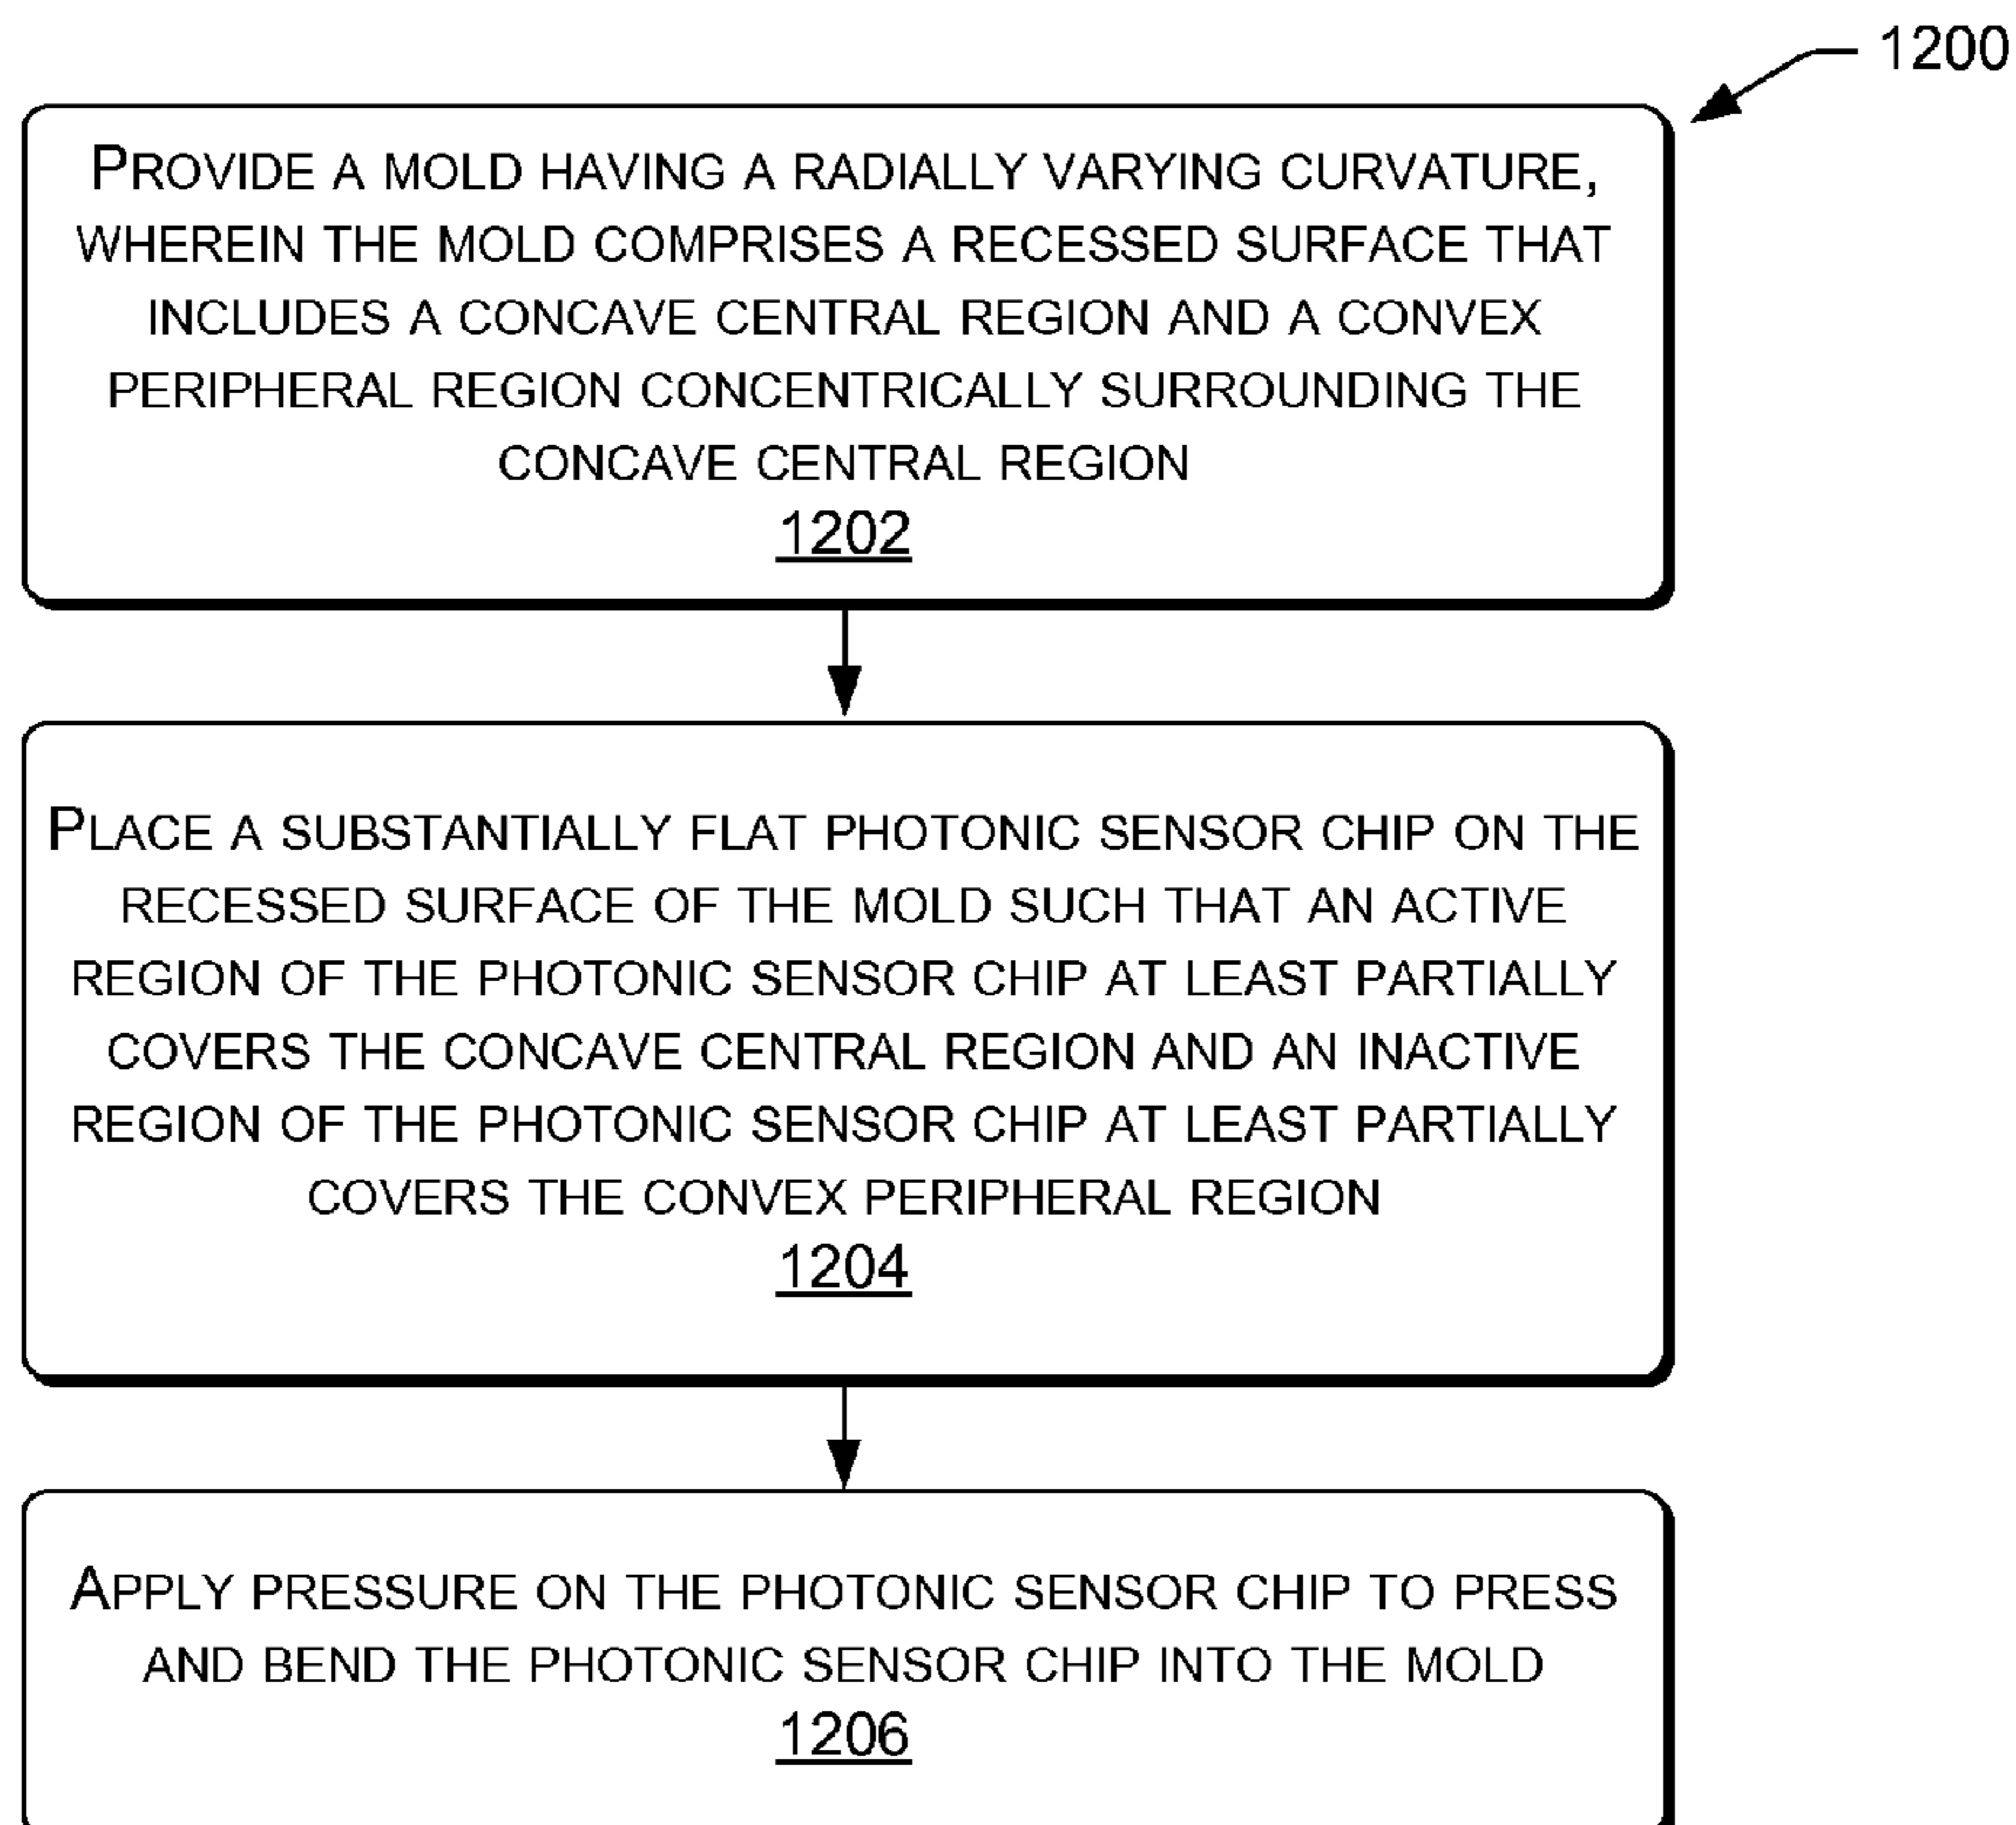 1200
PROVIDE A MOLD HAVING A RADIALLY VARYING CURVATURE,
WHEREIN THE MOLD COMPRISES A RECESSED SURFACE THAT
INCLUDES A CONCAVE CENTRAL REGION AND A CONVEX
PERIPHERAL REGION CONCENTRICALLY SURROUNDING THE
CONCAVE CENTRAL REGION
1202
PLACE A SUBSTANTIALLY FLAT PHOTONIC SENSOR CHIP ON THE
RECESSED SURFACE OF THE MOLD SUCH THAT AN ACTIVE
REGION OF THE PHOTONIC SENSOR CHIP AT LEAST PARTIALLY
COVERS THE CONCAVE CENTRAL REGION AND AN INACTIVE
REGION OF THE PHOTONIC SENSOR CHIP AT LEAST PARTIALLY
COVERS THE CONVEX PERIPHERAL REGION
1204
APPLY PRESSURE ON THE PHOTONIC SENSOR CHIP TO PRESS
AND BEND THE PHOTONIC SENSOR CHIP INTO THE MOLD
1206